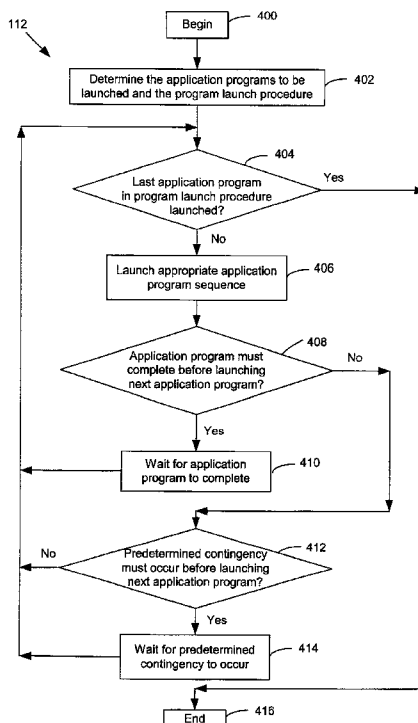 112
Begin
400
Determine the application programs to be
launched and the program launch procedure
402
404
Last application program
in program launch procedure
launched?
Yes
No
Launch appropriate application
program sequence
406
408
Application program must
complete before launching
next application program?
No
Yes
Wait for application
program to complete
410
412
Predetermined contingency
must occur before launching
next application program?
No
Yes
Wait for predetermined
contingency to occur
414
End
416